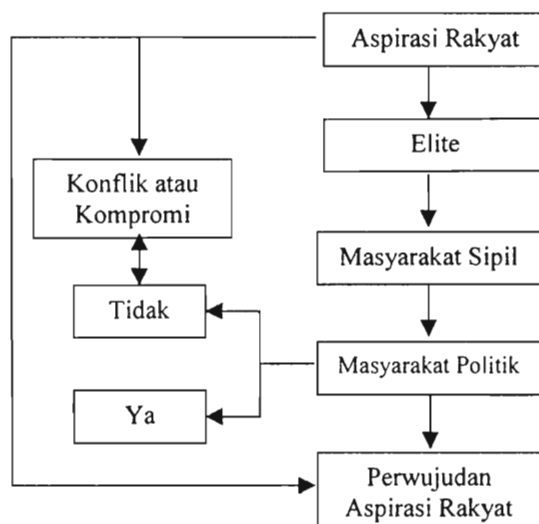 Aspirasi Rakyat
Elite
Konflik atau
Kompromi
Masyarakat Sipil
Tidak
Masyarakat Politik
Ya
Perwujudan
Aspirasi Rakyat